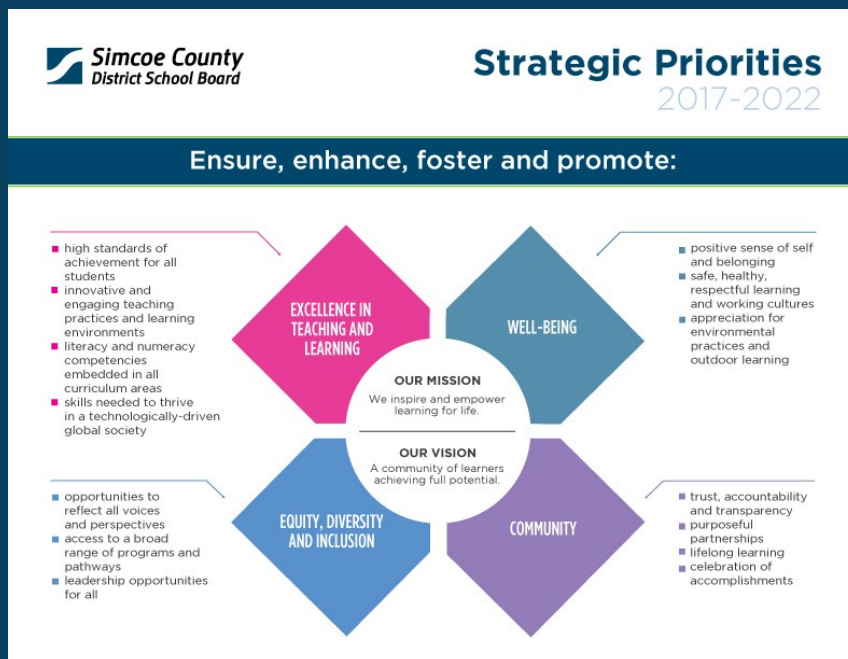 Simcoe County
District School Board
Strategic Priorities
2017-2022
Ensure, enhance, foster and promote:
high standards of
achievement for all
students
innovative and
engaging teaching
practices and learning
environments
literacy and numeracy
competencies
embedded in all
curriculum areas
skills needed to thrive
in a technologically-driven
global society
EXCELLENCE IN
TEACHING AND
LEARNING
WELL-BEING
positive sense of self
and belonging
safe, healthy,
respectful learning
and working cultures
appreciation for
environmental
practices and
outdoor learning
OUR MISSION
We inspire and empower
learning for life.
OUR VISION
A community of learners
achieving full potential.
opportunities to
reflect all voices
and perspectives
access to a broad
range of programs and
pathways
leadership opportunities
for all
EQUITY, DIVERSITY
AND INCLUSION
COMMUNITY
trust, accountability
and transparency
purposeful
partnerships
lifelong learning
celebration of
accomplishments